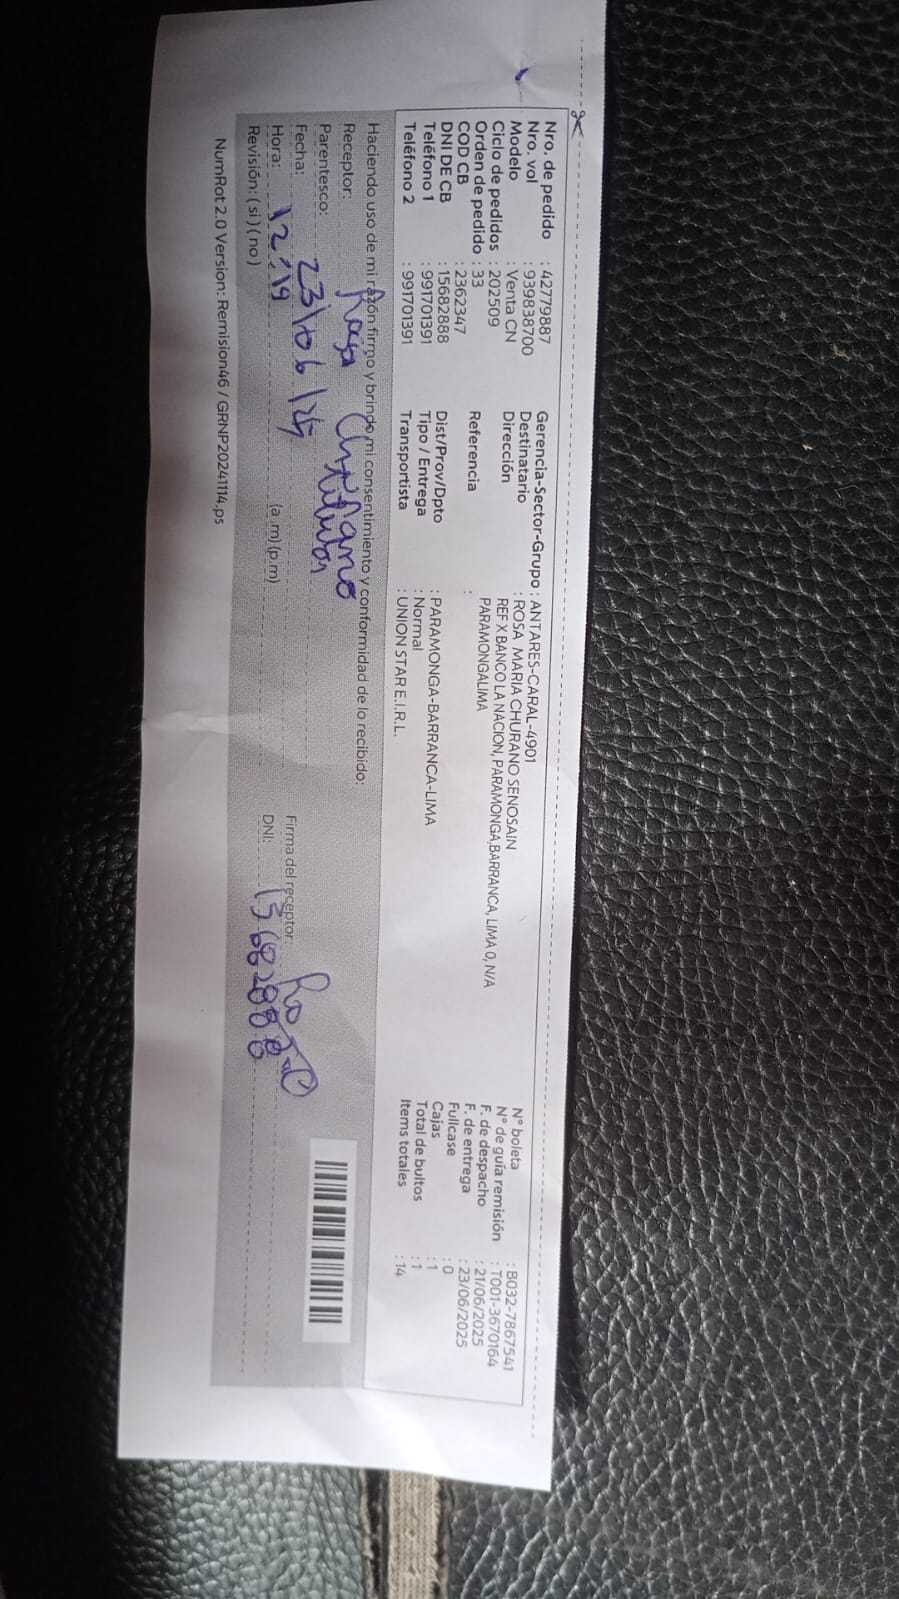 Nro. de pedido : 42779887
Nro. vol : 939838700
Modelo : Venta CN
Ciclo de pedidos : 202509
Orden de pedido : 33
COD CB : 2362347
DNI DE CB : 15682888
Teléfono 1 : 991701391
Teléfono 2 : 991701391
Gerencia-Sector-Grupo : ANTARES-CARAL-4901
Destinatario : ROSA MARIA CHURANO SENOSAIN
Dirección REF X BANCO LA NACION, PARAMONGA,BARRANCA, LIMA 0, N/A
PARAMONGALIMA
Referencia :
Dist/Prov/Dpto : PARAMONGA-BARRANCA-LIMA
Tipo / Entrega : Normal
Transportista : UNION STAR E.I.R.L.
N° boleta : B032-7867541
N° de guía remisión : T001-3670164
F. de despacho : 21/06/2025
F. de entrega : 23/06/2025
Fullcase : 0
Cajas : 1
Total de bultos : 1
Items totales : 14
Haciendo uso de mi razón firmo y brindo mi consentimiento y conformidad de lo recibido:
Receptor: Rosa
Parentesco:
Fecha: 23/06/25
Hora: 12:19 (a.m) (p.m)
Revisión: ( si ) ( no )
Firma del receptor:
DNI: 15682888
NumRot 2.0 Version: Remision46 / GRNP20241114.ps